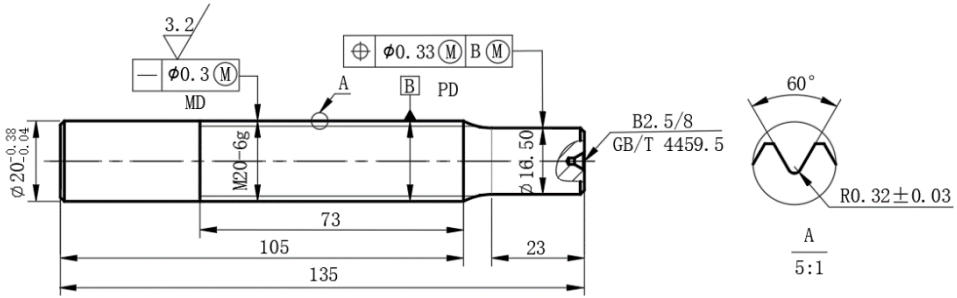 3.2
— ϕ0.3 Ⓜ
MD
⌖ ϕ0.33 Ⓜ B Ⓜ
A
B
PD
ϕ20-0.38
-0.04
M20-6g
ϕ16.50
B2.5/8
GB/T 4459.5
73
105
23
135
60°
R0.32±0.03
A
5:1